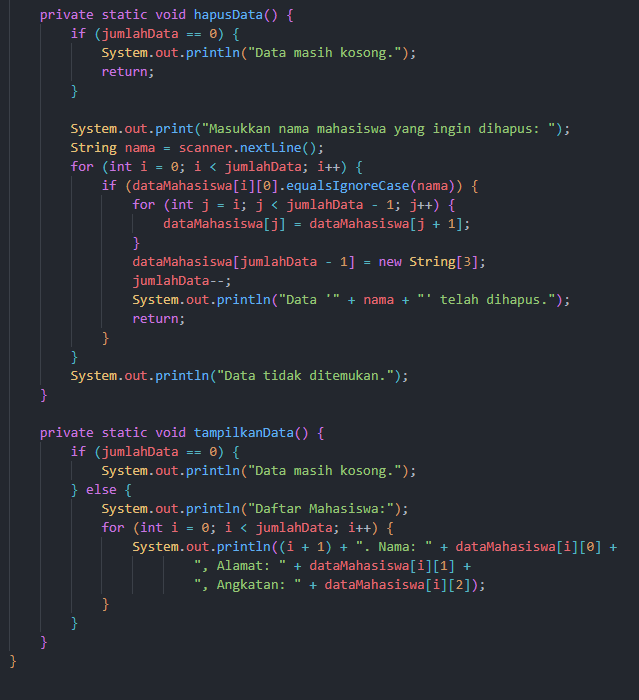 private static void hapusData() {
if (jumlahData == 0) {
System.out.println("Data masih kosong.");
return;
}
System.out.print("Masukkan nama mahasiswa yang ingin dihapus: ");
String nama = scanner.nextLine();
for (int i = 0; i < jumlahData; i++) {
if (dataMahasiswa[i][0].equalsIgnoreCase(nama)) {
for (int j = i; j < jumlahData - 1; j++) {
dataMahasiswa[j] = dataMahasiswa[j + 1];
}
dataMahasiswa[jumlahData - 1] = new String[3];
jumlahData--;
System.out.println("Data '" + nama + "' telah dihapus.");
return;
}
}
System.out.println("Data tidak ditemukan.");
}
private static void tampilkanData() {
if (jumlahData == 0) {
System.out.println("Data masih kosong.");
} else {
System.out.println("Daftar Mahasiswa:");
for (int i = 0; i < jumlahData; i++) {
System.out.println((i + 1) + ". Nama: " + dataMahasiswa[i][0] +
", Alamat: " + dataMahasiswa[i][1] +
", Angkatan: " + dataMahasiswa[i][2]);
}
}
}
}